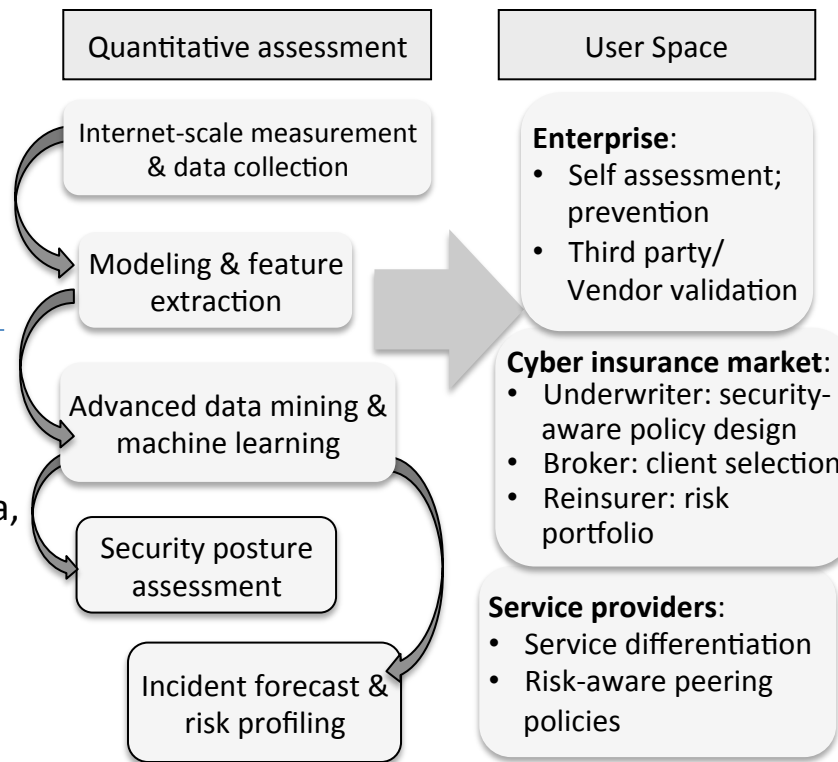 Quantitative assessment
Internet-scale measurement
& data collection
Modeling & feature
extraction
Advanced data mining &
machine learning
a,
Security posture
assessment
Incident forecast &
risk profiling
User Space
Enterprise:
• Self assessment;
prevention
• Third party/
Vendor validation
Cyber insurance market:
• Underwriter: security-
aware policy design
• Broker: client selection
• Reinsurer: risk
portfolio
Service providers:
• Service differentiation
• Risk-aware peering
policies